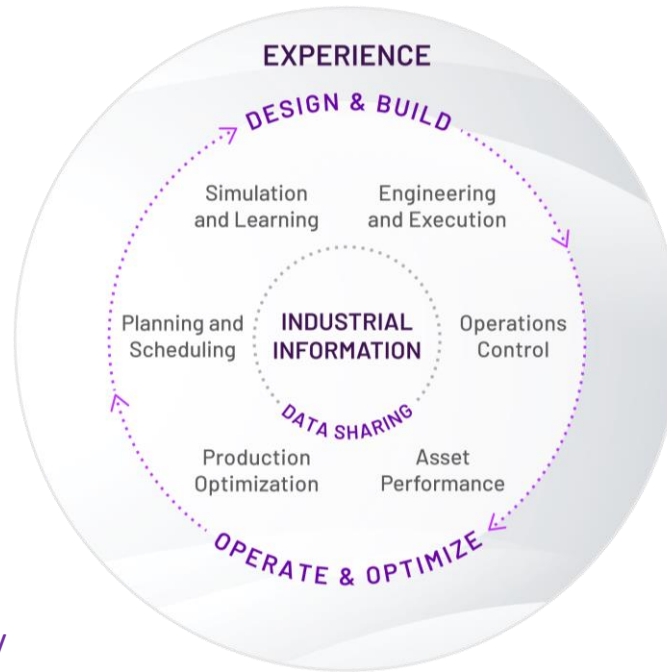 EXPERIENCE
DESIGN & BUILD
Simulation
and Learning
Engineering
and Execution
Planning and
Scheduling
INDUSTRIAL
INFORMATION
Operations
Control
DATA SHARING
Production
Optimization
Asset
Performance
OPERATE & OPTIMIZE